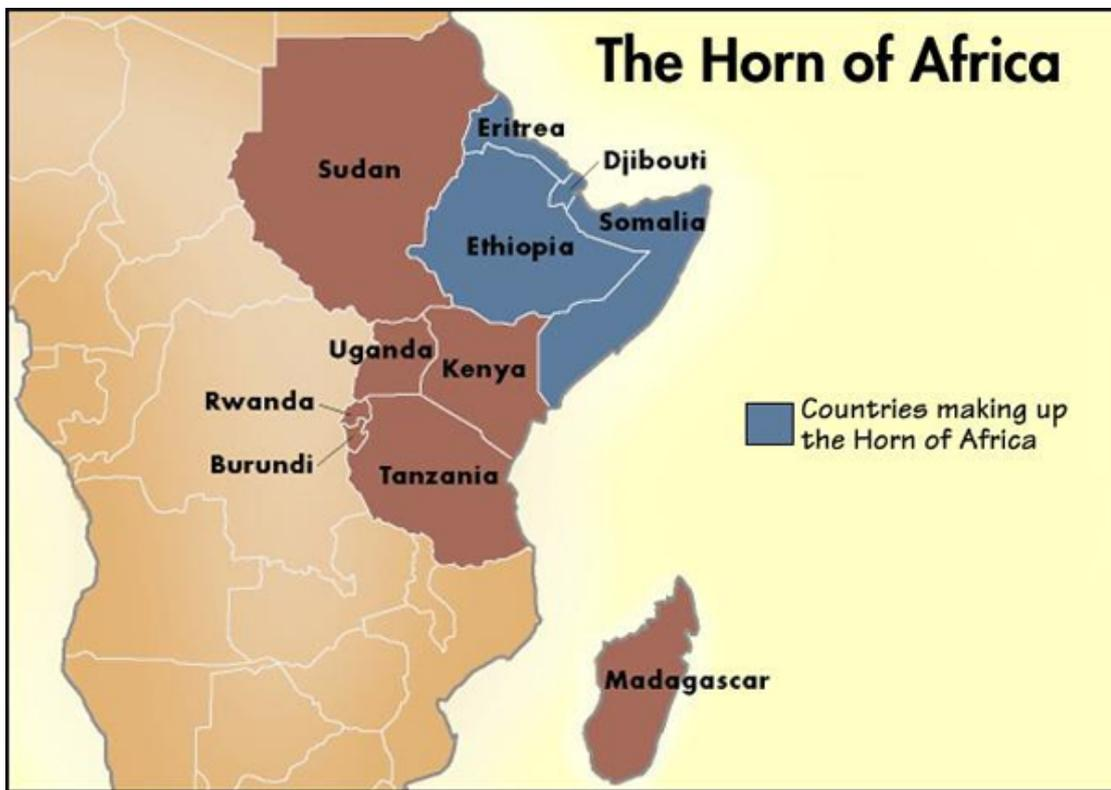 The Horn of Africa
Eritrea
Djibouti
Sudan
Somalia
Ethiopia
Uganda
Kenya
Rwanda
Burundi
Tanzania
Countries making up
the Horn of Africa
Madagascar